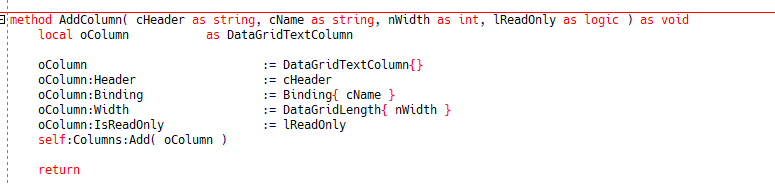 method AddColumn( cHeader as string, cName as string, nWidth as int, lReadOnly as logic ) as void
local oColumn as DataGridTextColumn
oColumn := DataGridTextColumn{}
oColumn:Header := cHeader
oColumn:Binding := Binding{ cName }
oColumn:Width := DataGridLength{ nWidth }
oColumn:IsReadOnly := lReadOnly
self:Columns:Add( oColumn )
return